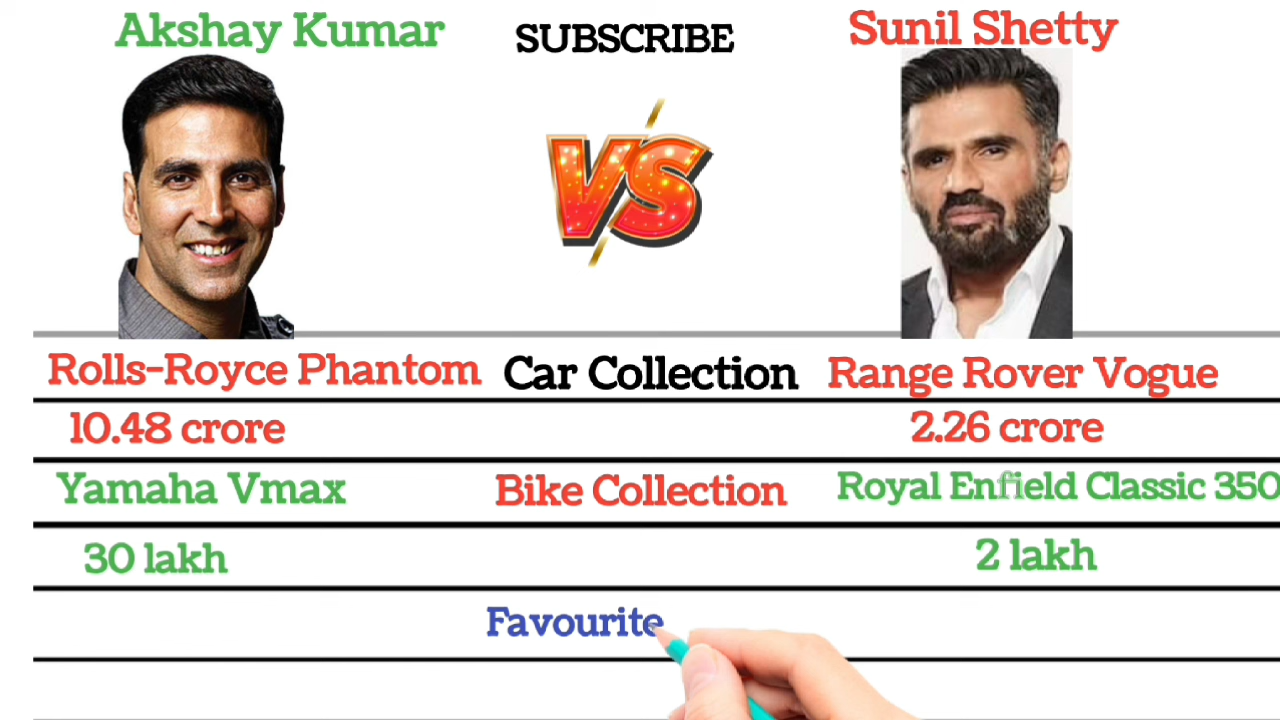 Akshay Kumar SUBSCRIBE Sunil Shetty
VS
Rolls-Royce Phantom Car Collection Range Rover Vogue
10.48 crore 2.26 crore
Yamaha Vmax Bike Collection Royal Enfield Classic 350
30 lakh 2 lakh
Favourite